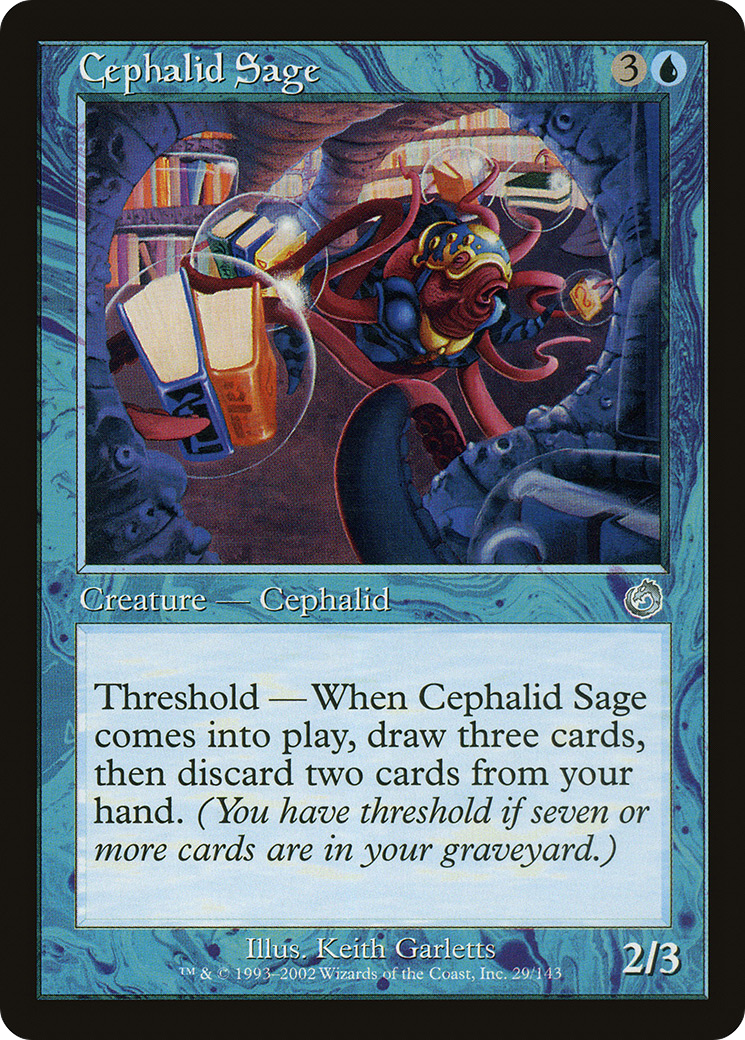 Cephalid Sage
3
Creature — Cephalid
Threshold — When Cephalid Sage
comes into play, draw three cards,
then discard two cards from your
hand. (You have threshold if seven or
more cards are in your graveyard.)
Illus. Keith Garletts
™ & © 1993–2002 Wizards of the Coast, Inc. 29/143
2/3